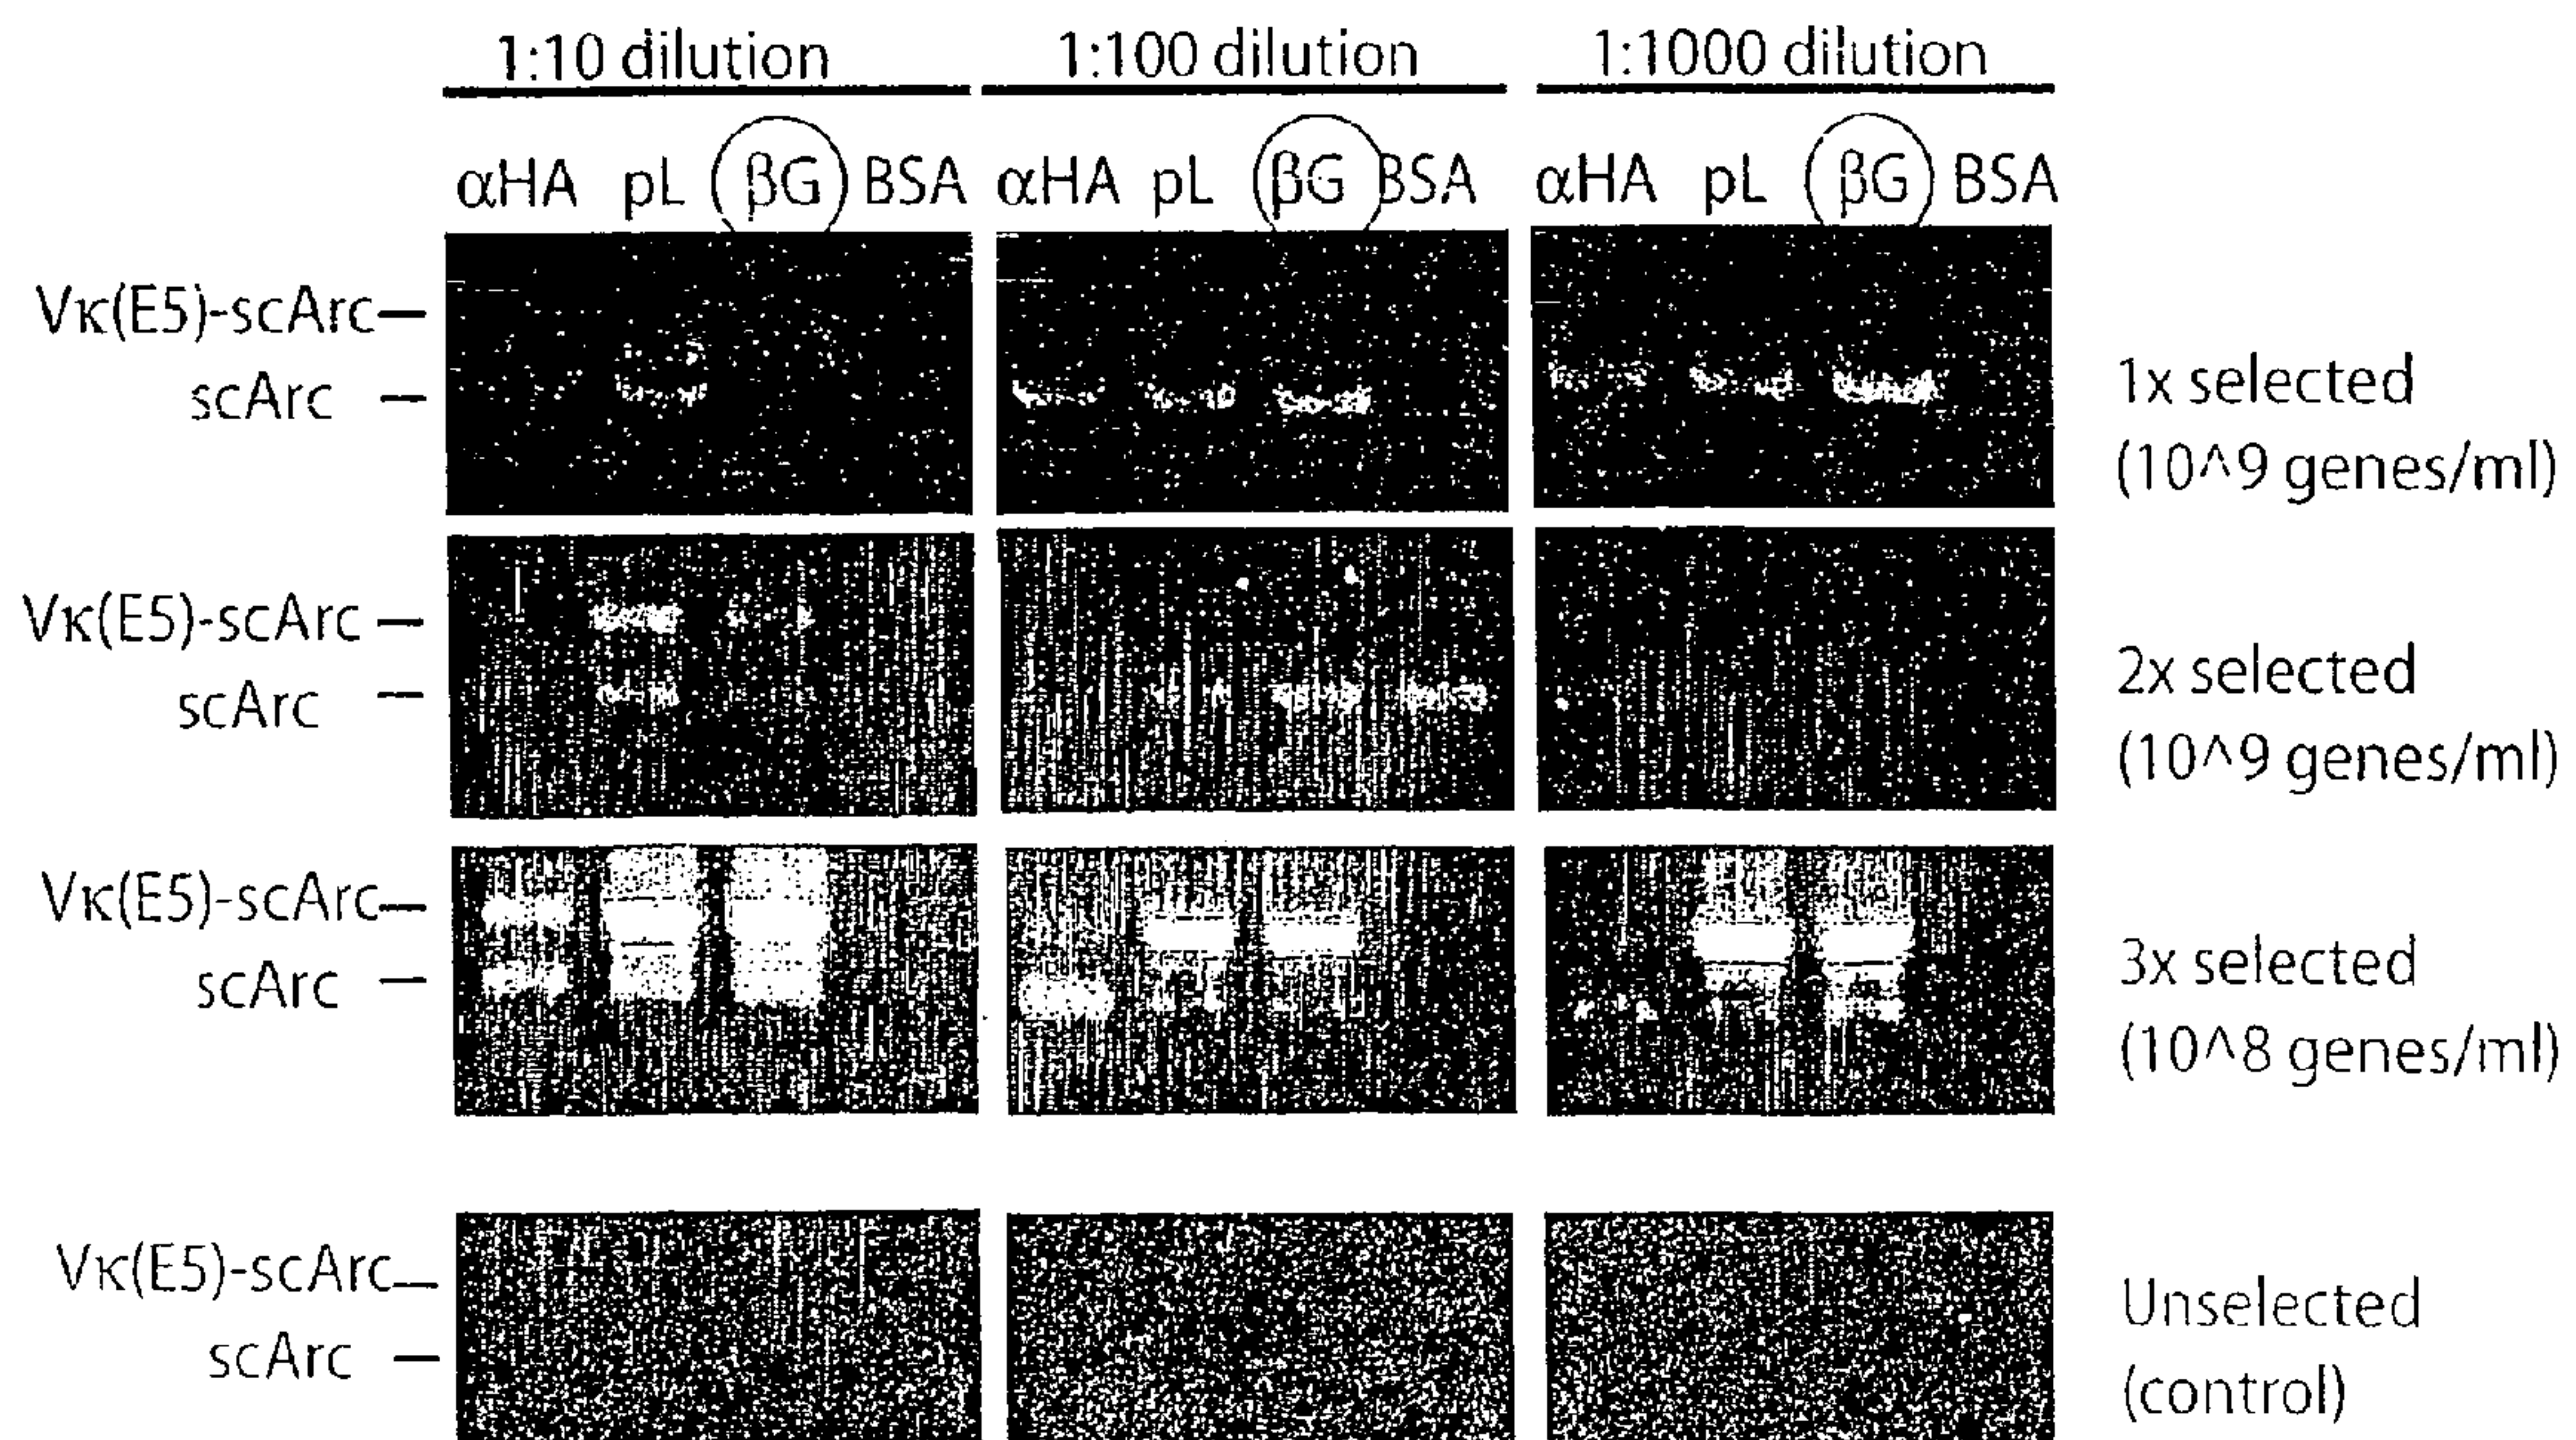 1:10 dilution 1:100 dilution 1:1000 dilution
αHA pL βG BSA αHA pL βG BSA αHA pL βG BSA
Vκ(E5)-scArc
scArc
1x selected
(10^9 genes/ml)
Vκ(E5)-scArc
scArc
2x selected
(10^9 genes/ml)
Vκ(E5)-scArc
scArc
3x selected
(10^8 genes/ml)
Vκ(E5)-scArc
scArc
Unselected
(control)